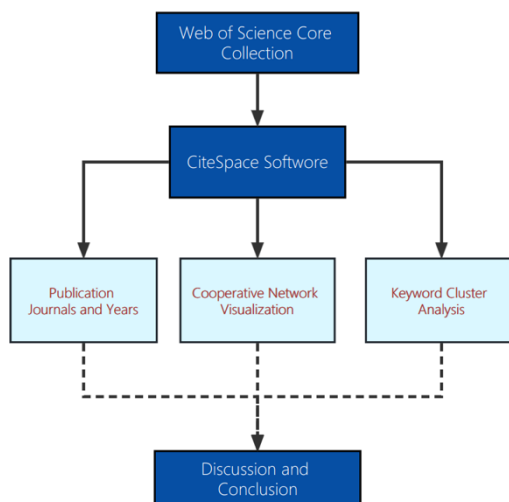 Web of Science Core
Collection
CiteSpace Softwore
Publication
Journals and Years
Cooperative Network
Visualization
Keyword Cluster
Analysis
Discussion and
Conclusion